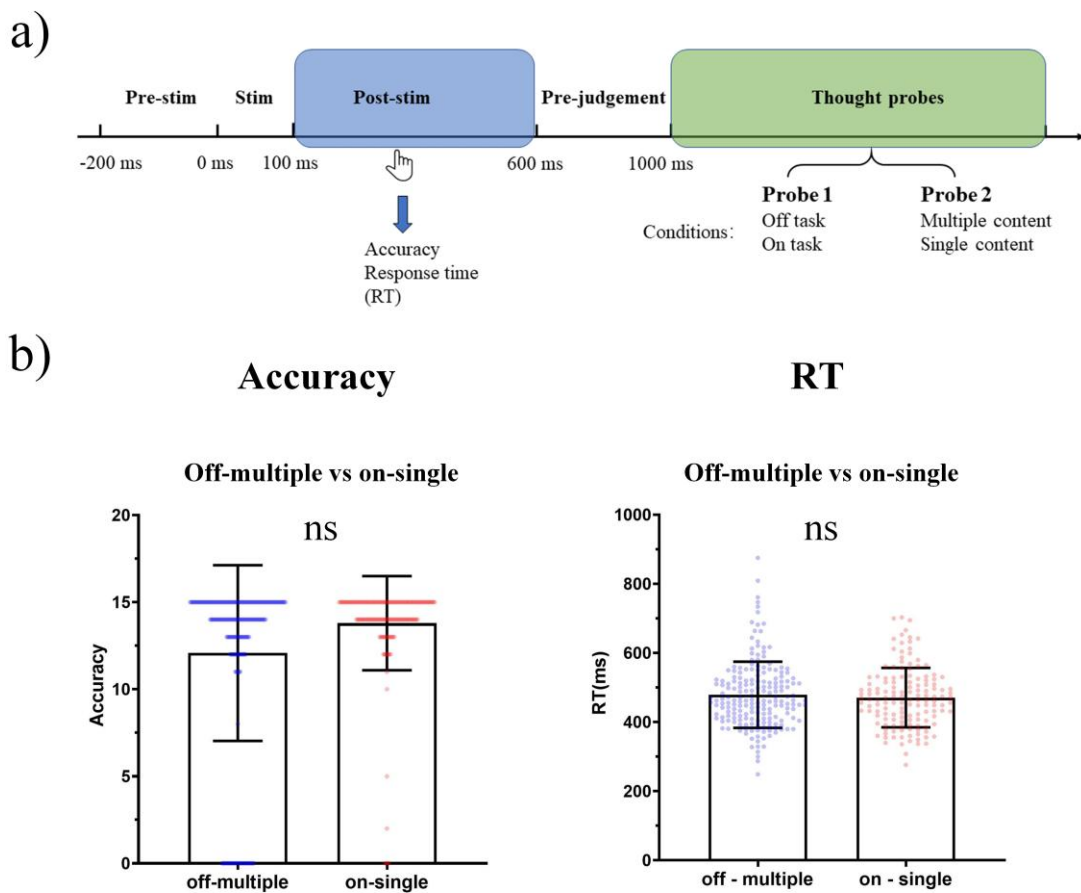 a)
Pre-stim Stim Post-stim Pre-judgement Thought probes
-200 ms 0 ms 100 ms 600 ms 1000 ms
Accuracy
Response time
(RT)
Conditions:
Probe 1
Off task
On task
Probe 2
Multiple content
Single content
b)
Accuracy
Off-multiple vs on-single
ns
Accuracy
20
15
10
5
0
off-multiple on-single
RT
Off-multiple vs on-single
ns
RT(ms)
1000
800
600
400
200
0
off - multiple on - single